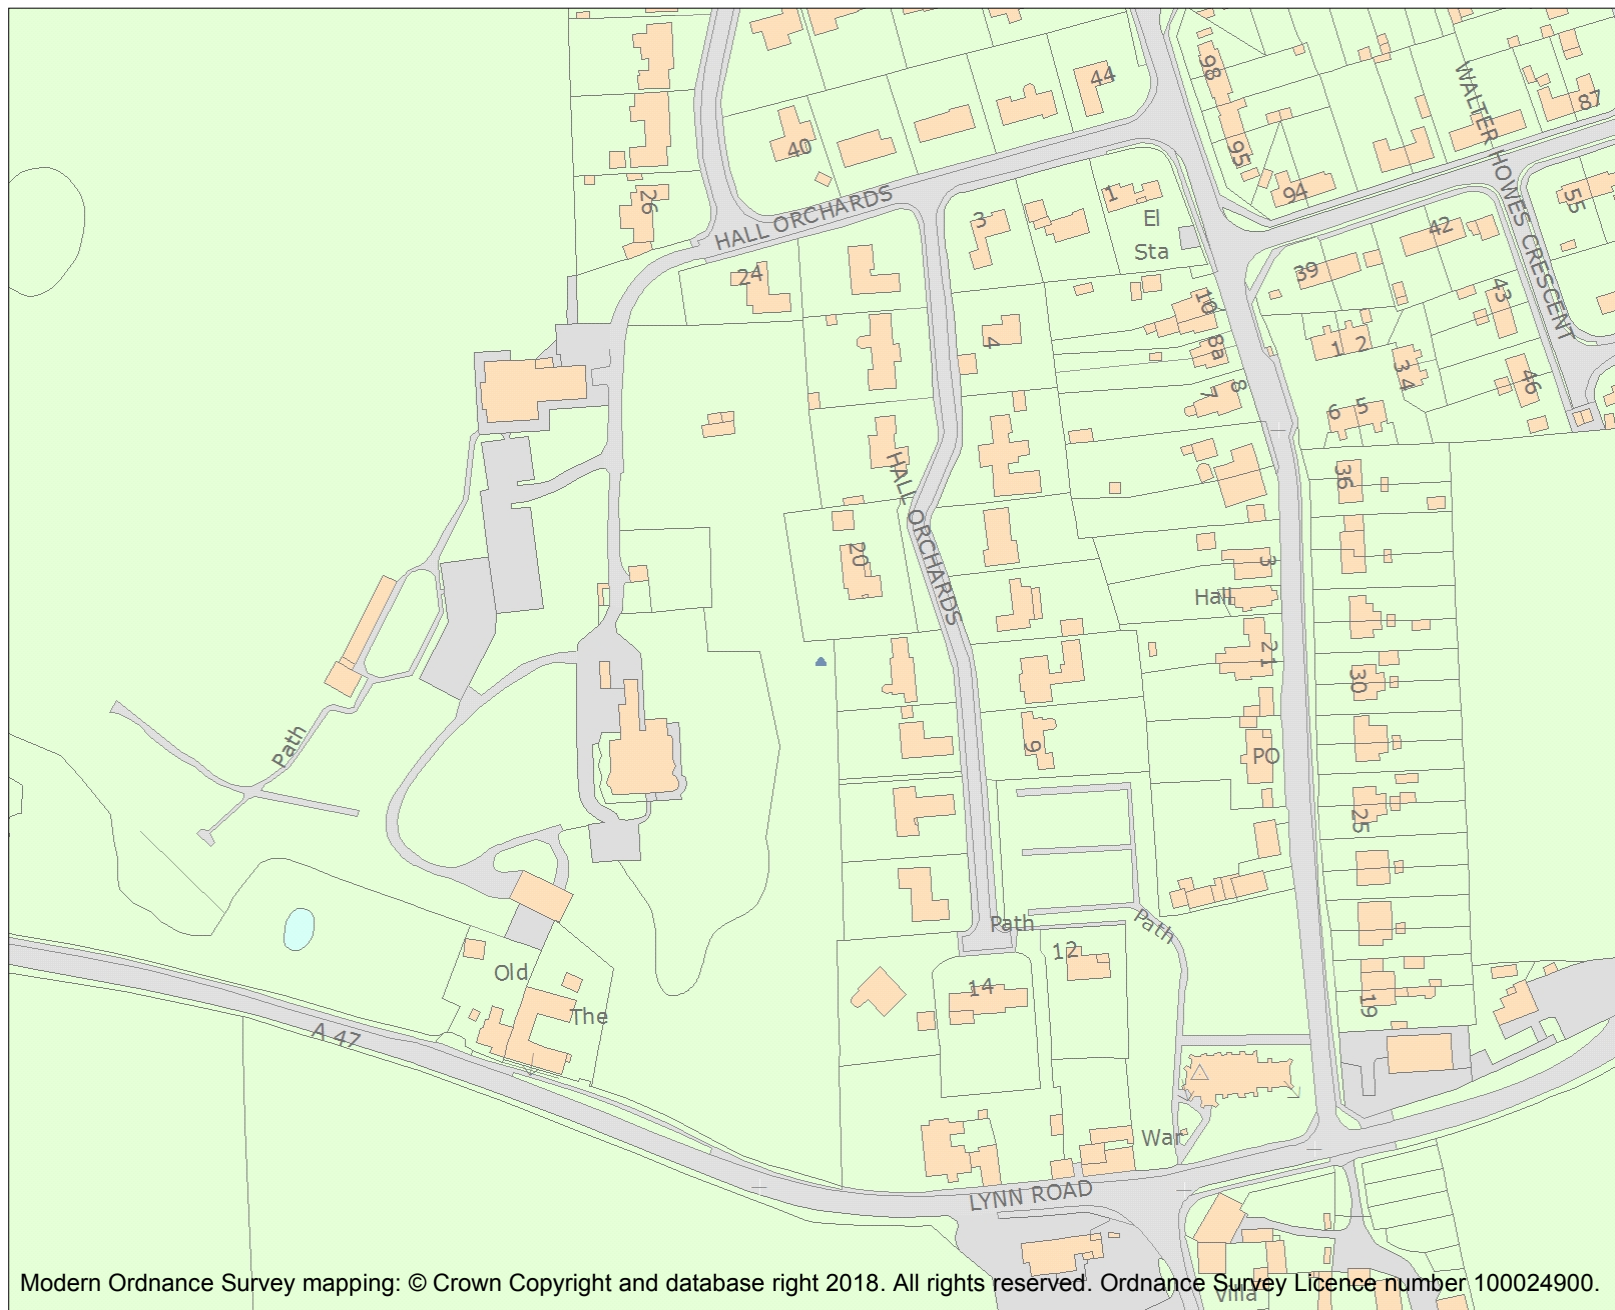 44
98
WALTER HOWES CRESCENT
87
40
95
26
94
55
1
3
El
Sta
HALL ORCHARDS
42
24
39
10
43
4
8a
1
2
3 4
46
8
7
6
5
HALL ORCHARDS
36
20
3
Hall
21
30
Path
9
PO
25
Path
Path
12
Old
14
The
19
A 47
War
LYNN ROAD
Villa
Modern Ordnance Survey mapping: © Crown Copyright and database right 2018. All rights reserved. Ordnance Survey Licence number 100024900.